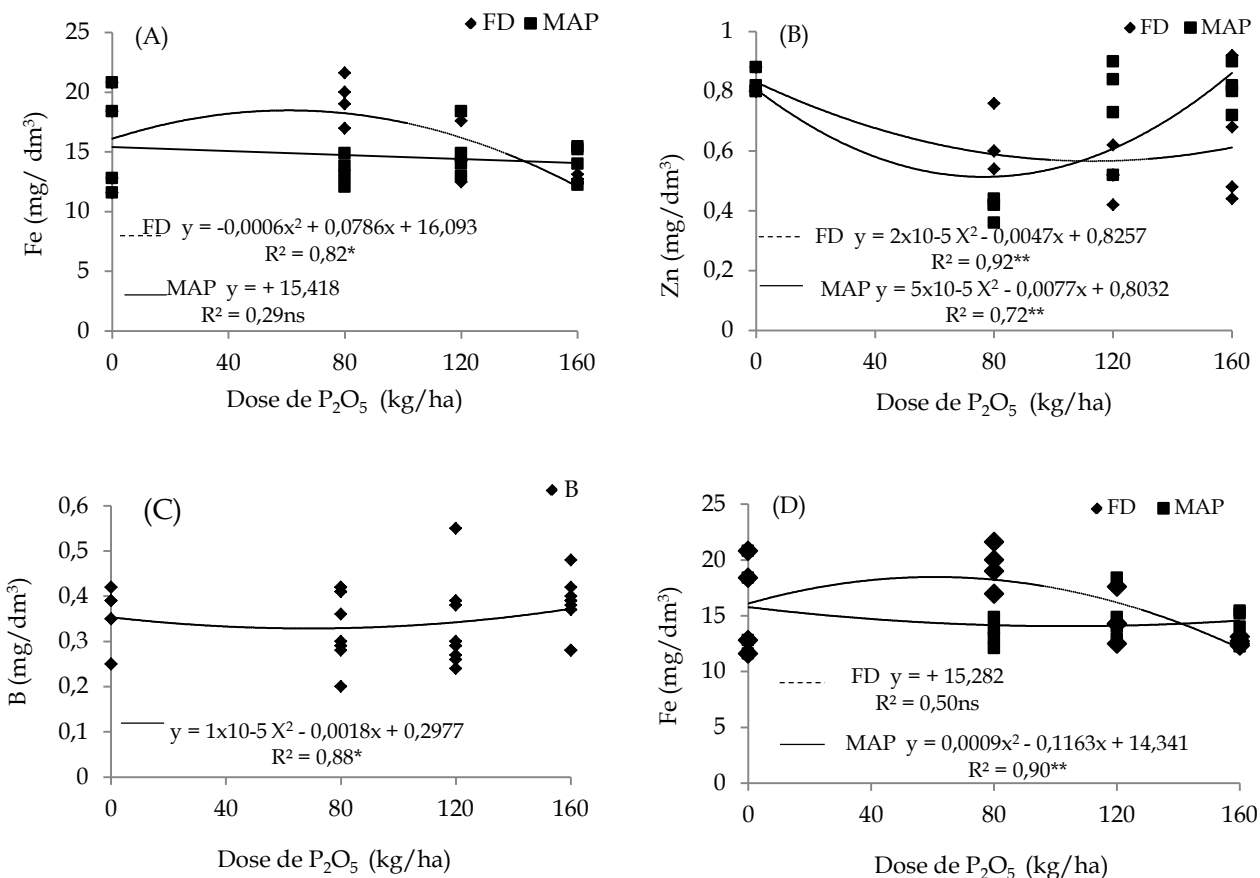 (A)
FD MAP
25
20
15
10
5
0
Fe (mg/ dm³)
FD y = -0,0006x² + 0,0786x + 16,093
R² = 0,82*
MAP y = + 15,418
R² = 0,29ns
0 40 80 120 160
Dose de P₂O₅ (kg/ha)
(B)
FD MAP
1
0,8
0,6
0,4
0,2
0
Zn (mg/dm³)
FD y = 2x10-5 X² - 0,0047x + 0,8257
R² = 0,92**
MAP y = 5x10-5 X² - 0,0077x + 0,8032
R² = 0,72**
0 40 80 120 160
Dose de P₂O₅ (kg/ha)
(C)
B
0,6
0,5
0,4
0,3
0,2
0,1
0
B (mg/dm³)
y = 1x10-5 X² - 0,0018x + 0,2977
R² = 0,88*
0 40 80 120 160
Dose de P₂O₅ (kg/ha)
(D)
FD MAP
25
20
15
10
5
0
Fe (mg/dm³)
FD y = + 15,282
R² = 0,50ns
MAP y = 0,0009x² - 0,1163x + 14,341
R² = 0,90**
0 40 80 120 160
Dose de P₂O₅ (kg/ha)